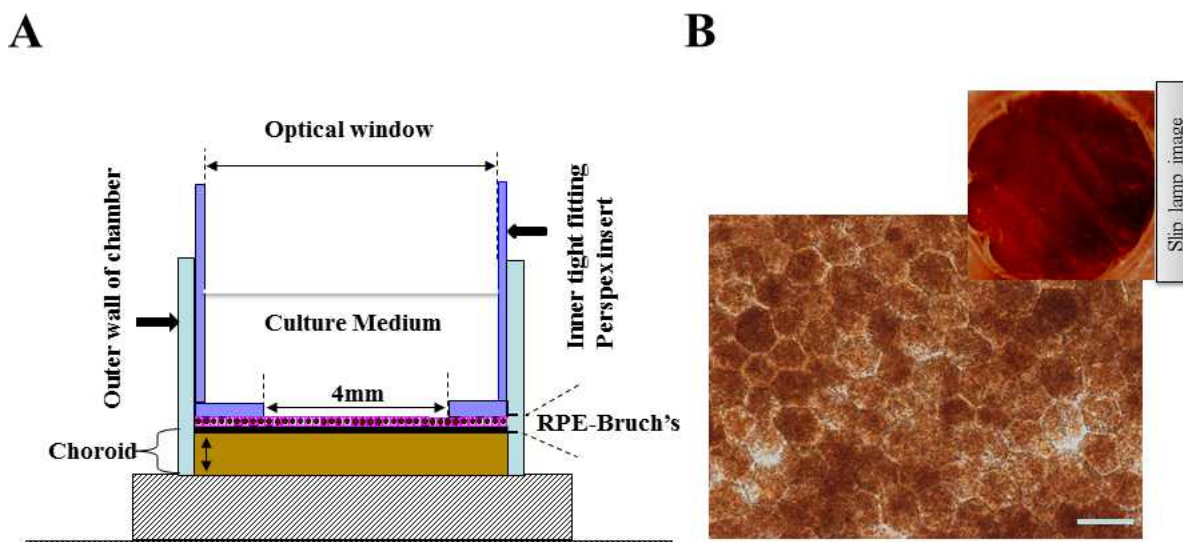 A
B
Optical window
Outer wall of chamber
Inner tight fitting
Perspex insert
Culture Medium
4mm
RPE-Bruch's
Choroid
Slip lamp image